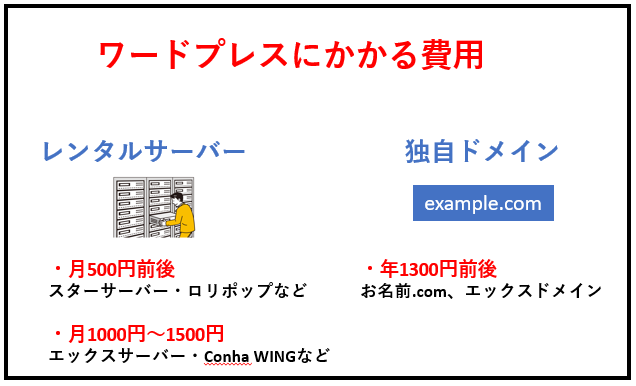 ワードプレスにかかる費用
レンタルサーバー
・月500円前後
スターサーバー・ロリポップなど
・月1000円～1500円
エックスサーバー・Conha WINGなど
独自ドメイン
example.com
・年1300円前後
お名前.com、エックスドメイン